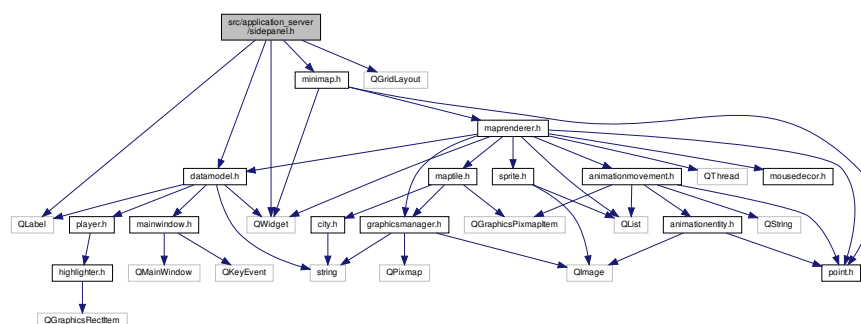 src/application_server
/sidepanel.h
minimap.h
QGridLayout
maprenderer.h
datamodel.h
maptile.h
sprite.h
animationmovement.h
QThread
mousedecor.h
QLabel
player.h
mainwindow.h
QWidget
city.h
graphicsmanager.h
QGraphicsPixmapItem
QList
animationentity.h
QString
highlighter.h
QMainWindow
QKeyEvent
string
QPixmap
QImage
point.h
QGraphicsRectItem